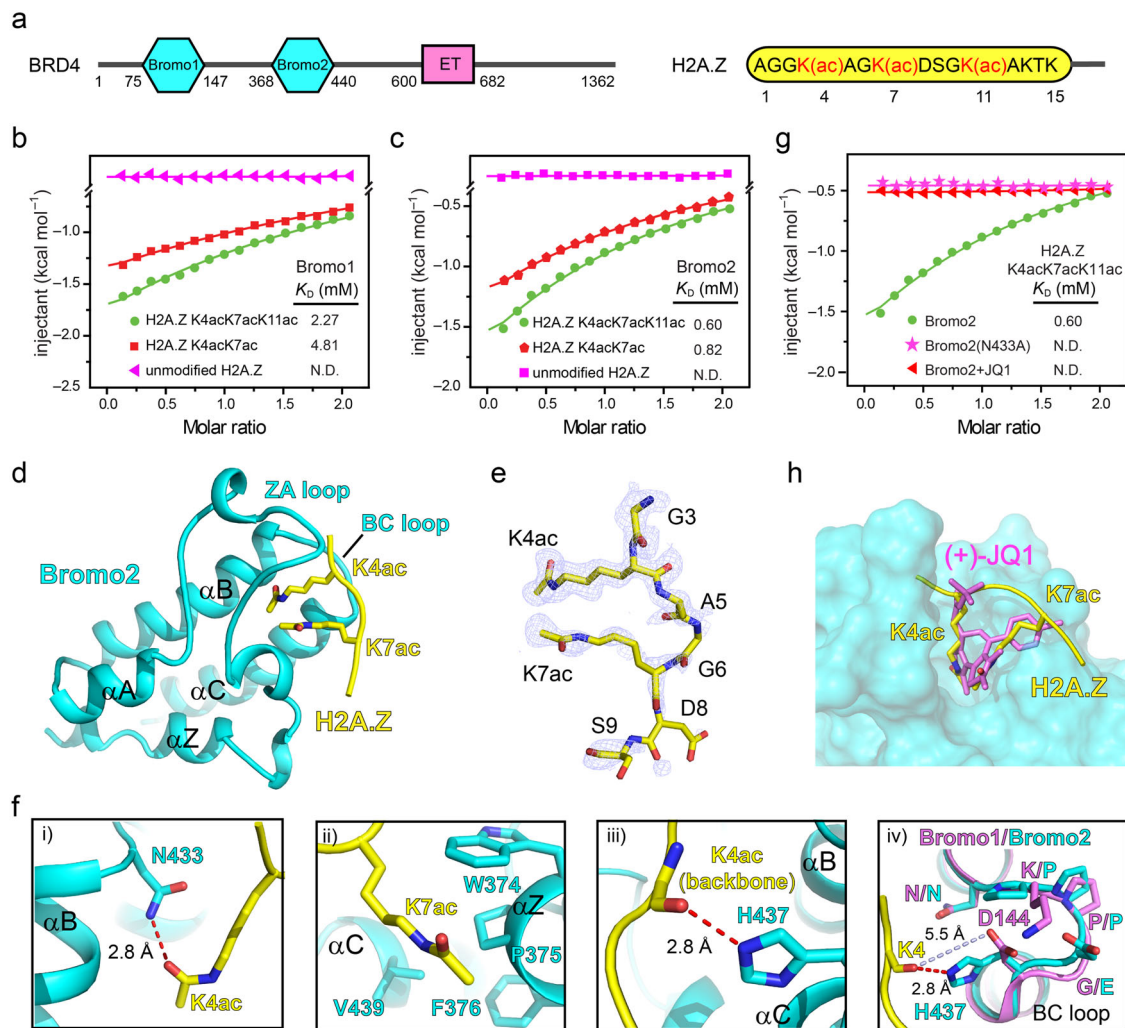 a
BRD4
Bromo1
Bromo2
ET
1 75 147 368 440 600 682 1362
H2A.Z
AGGK(ac)AGK(ac)DSGK(ac)AKTK
1 4 7 11 15
b
injectant (kcal mol−1)
−1.0
−1.5
−2.0
−2.5
0.0 0.5 1.0 1.5 2.0
Molar ratio
Bromo1
KD (mM)
H2A.Z K4acK7acK11ac 2.27
H2A.Z K4acK7ac 4.81
unmodified H2A.Z N.D.
c
injectant (kcal mol−1)
−0.5
−1.0
−1.5
−2.0
0.0 0.5 1.0 1.5 2.0
Molar ratio
Bromo2
KD (mM)
H2A.Z K4acK7acK11ac 0.60
H2A.Z K4acK7ac 0.82
unmodified H2A.Z N.D.
g
injectant (kcal mol−1)
−0.5
−1.0
−1.5
−2.0
0.0 0.5 1.0 1.5 2.0
Molar ratio
H2A.Z
K4acK7acK11ac
KD (mM)
Bromo2 0.60
Bromo2(N433A) N.D.
Bromo2+JQ1 N.D.
d
ZA loop
BC loop
Bromo2
K4ac
αB
K7ac
αA
αC
αZ
H2A.Z
e
G3
K4ac
A5
K7ac
G6
D8
S9
h
(+)-JQ1
K7ac
K4ac
H2A.Z
f
i)
N433
αB
2.8 Å
K4ac
ii)
W374
K7ac
αZ
αC
P375
V439
F376
iii)
K4ac
(backbone)
αB
H437
2.8 Å
αC
iv)
Bromo1/Bromo2
K/P
N/N
D144
P/P
5.5 Å
K4
2.8 Å
G/E
H437
BC loop